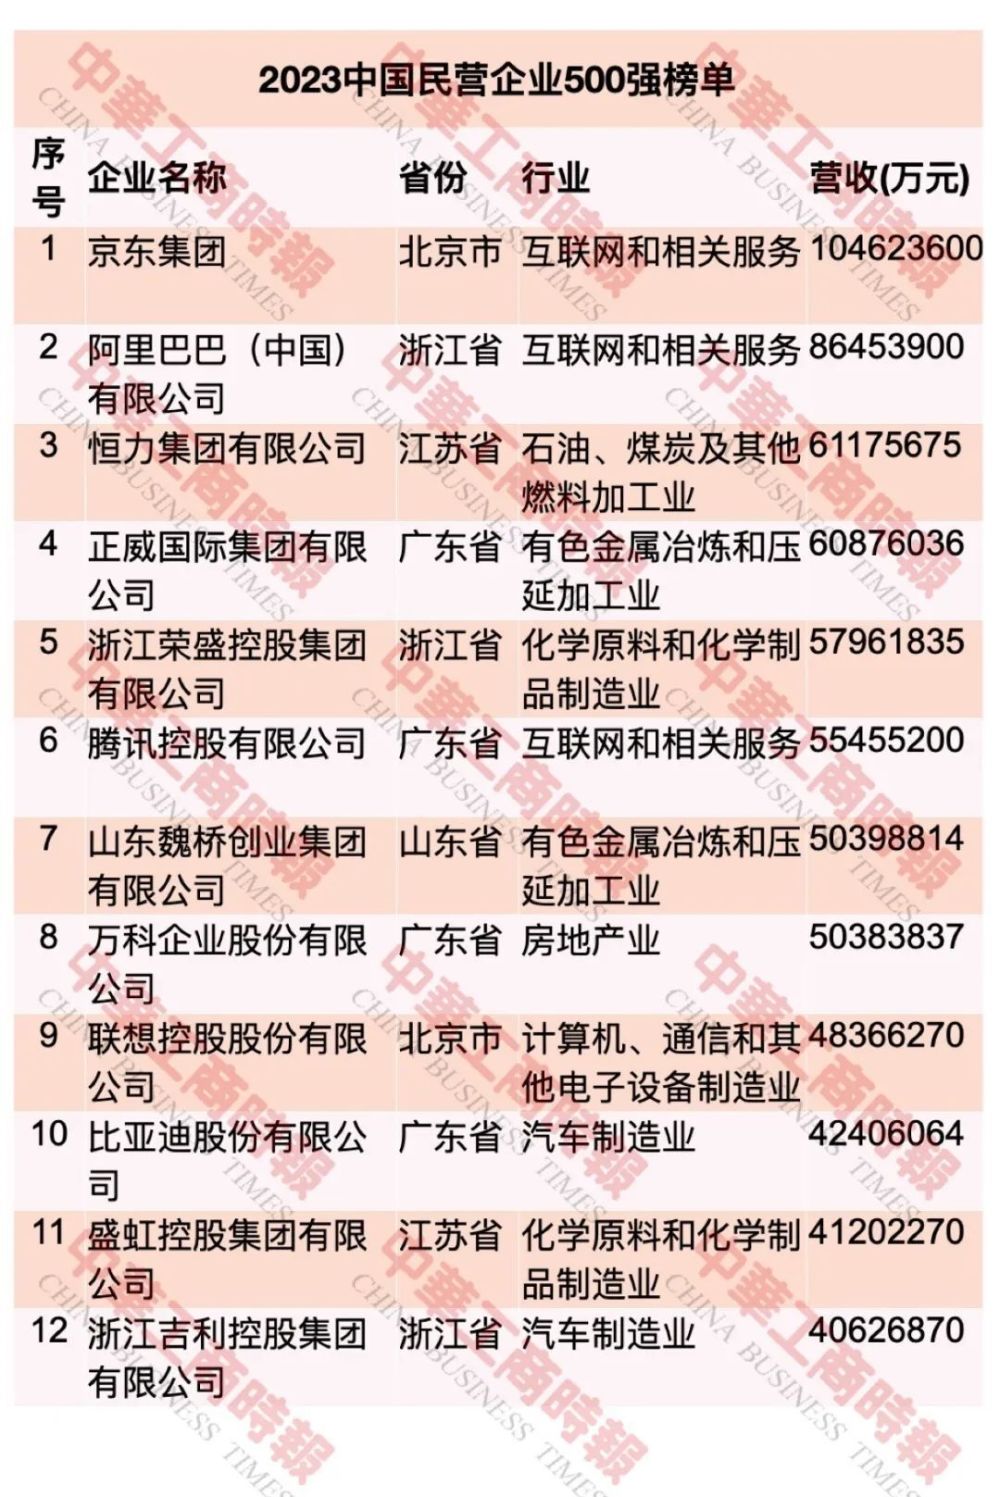 2023中国民营企业500强榜单
序号 企业名称 省份 行业 营收(万元)
1 京东集团 北京市 互联网和相关服务 104623600
2 阿里巴巴（中国） 浙江省 互联网和相关服务 86453900
有限公司
3 恒力集团有限公司 江苏省 石油、煤炭及其他 61175675
燃料加工业
4 正威国际集团有限 广东省 有色金属冶炼和压 60876036
公司 延加工业
5 浙江荣盛控股集团 浙江省 化学原料和化学制 57961835
有限公司 品制造业
6 腾讯控股有限公司 广东省 互联网和相关服务 55455200
7 山东魏桥创业集团 山东省 有色金属冶炼和压 50398814
有限公司 延加工业
8 万科企业股份有限 广东省 房地产业 50383837
公司
9 联想控股股份有限 北京市 计算机、通信和其 48366270
公司 他电子设备制造业
10 比亚迪股份有限公 广东省 汽车制造业 42406064
司
11 盛虹控股集团有限 江苏省 化学原料和化学制 41202270
公司 品制造业
12 浙江吉利控股集团 浙江省 汽车制造业 40626870
有限公司
中華工商時報
CHINA BUSINESS TIMES